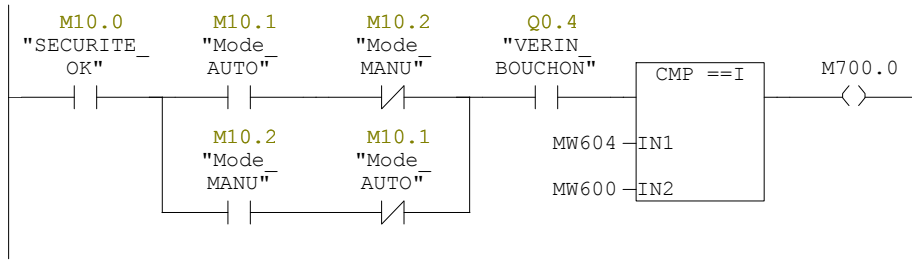 M10.0 M10.1 M10.2 Q0.4
"SECURITE_ "Mode_ "Mode_ "VERIN_
OK" AUTO" MANU" BOUCHON" CMP ==I M700.0
M10.2 M10.1
"Mode_ "Mode_
MANU" AUTO"
MW604 IN1
MW600 IN2